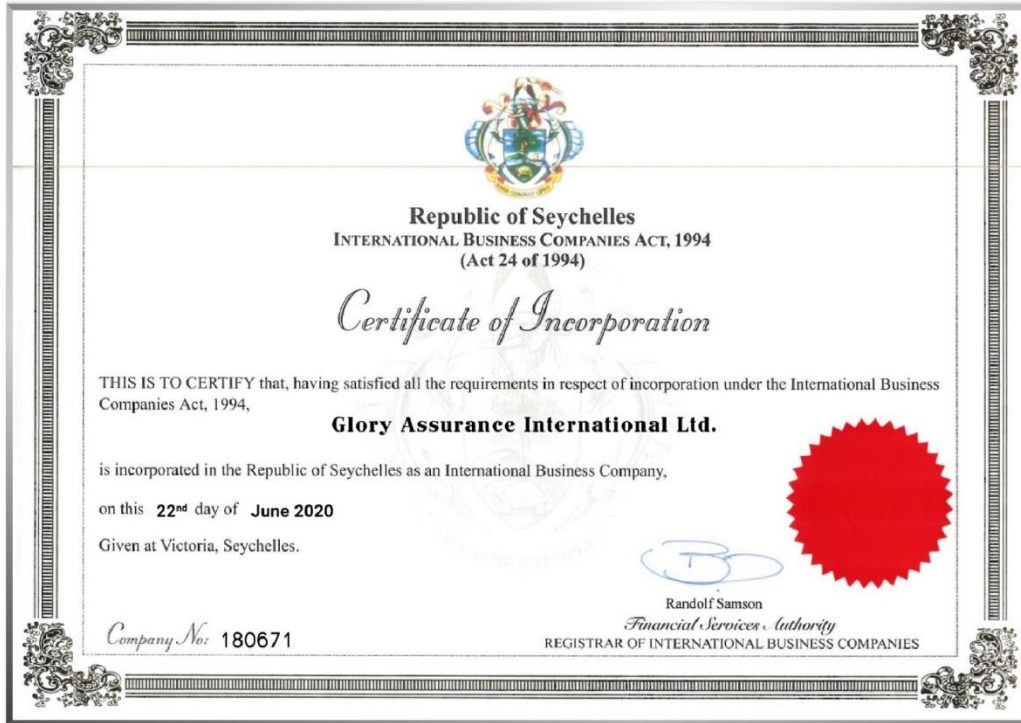 Republic of Seychelles
INTERNATIONAL BUSINESS COMPANIES ACT, 1994
(Act 24 of 1994)
Certificate of Incorporation
THIS IS TO CERTIFY that, having satisfied all the requirements in respect of incorporation under the International Business
Companies Act, 1994,
Glory Assurance International Ltd.
is incorporated in the Republic of Seychelles as an International Business Company,
on this 22nd day of June 2020
Given at Victoria, Seychelles.
Randolf Samson
Financial Services Authority
Company No: 180671
REGISTRAR OF INTERNATIONAL BUSINESS COMPANIES